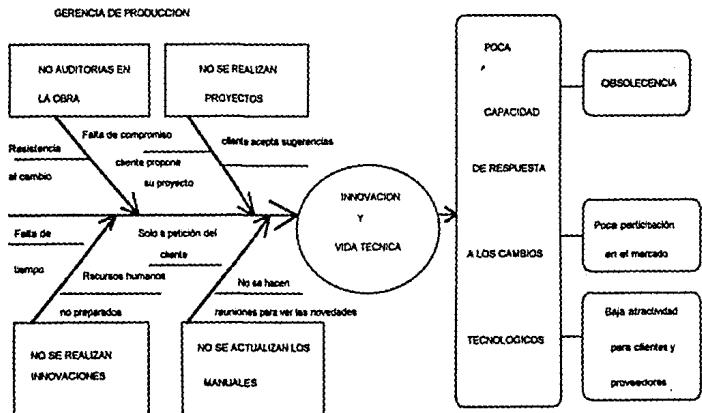 GERENCIA DE PRODUCCION
NO AUDITORIAS EN
LA OBRA
NO SE REALIZAN
PROYECTOS
Resistencia
al cambio
Falta de compromiso
cliente propone
su proyecto
cliente acepta sugerencias
Falta de
tiempo
Recursos humanos
no preparados
Solo a petición del
cliente
No se hacen
reuniones para ver las novedades
NO SE REALIZAN
INNOVACIONES
NO SE ACTUALIZAN LOS
MANUALES
INNOVACION
Y
VIDA TECNICA
POCA
CAPACIDAD
DE RESPUESTA
A LOS CAMBIOS
TECNOLOGICOS
OBSOLECENCIA
Poca participación
en el mercado
Baja atractividad
para clientes y
proveedores